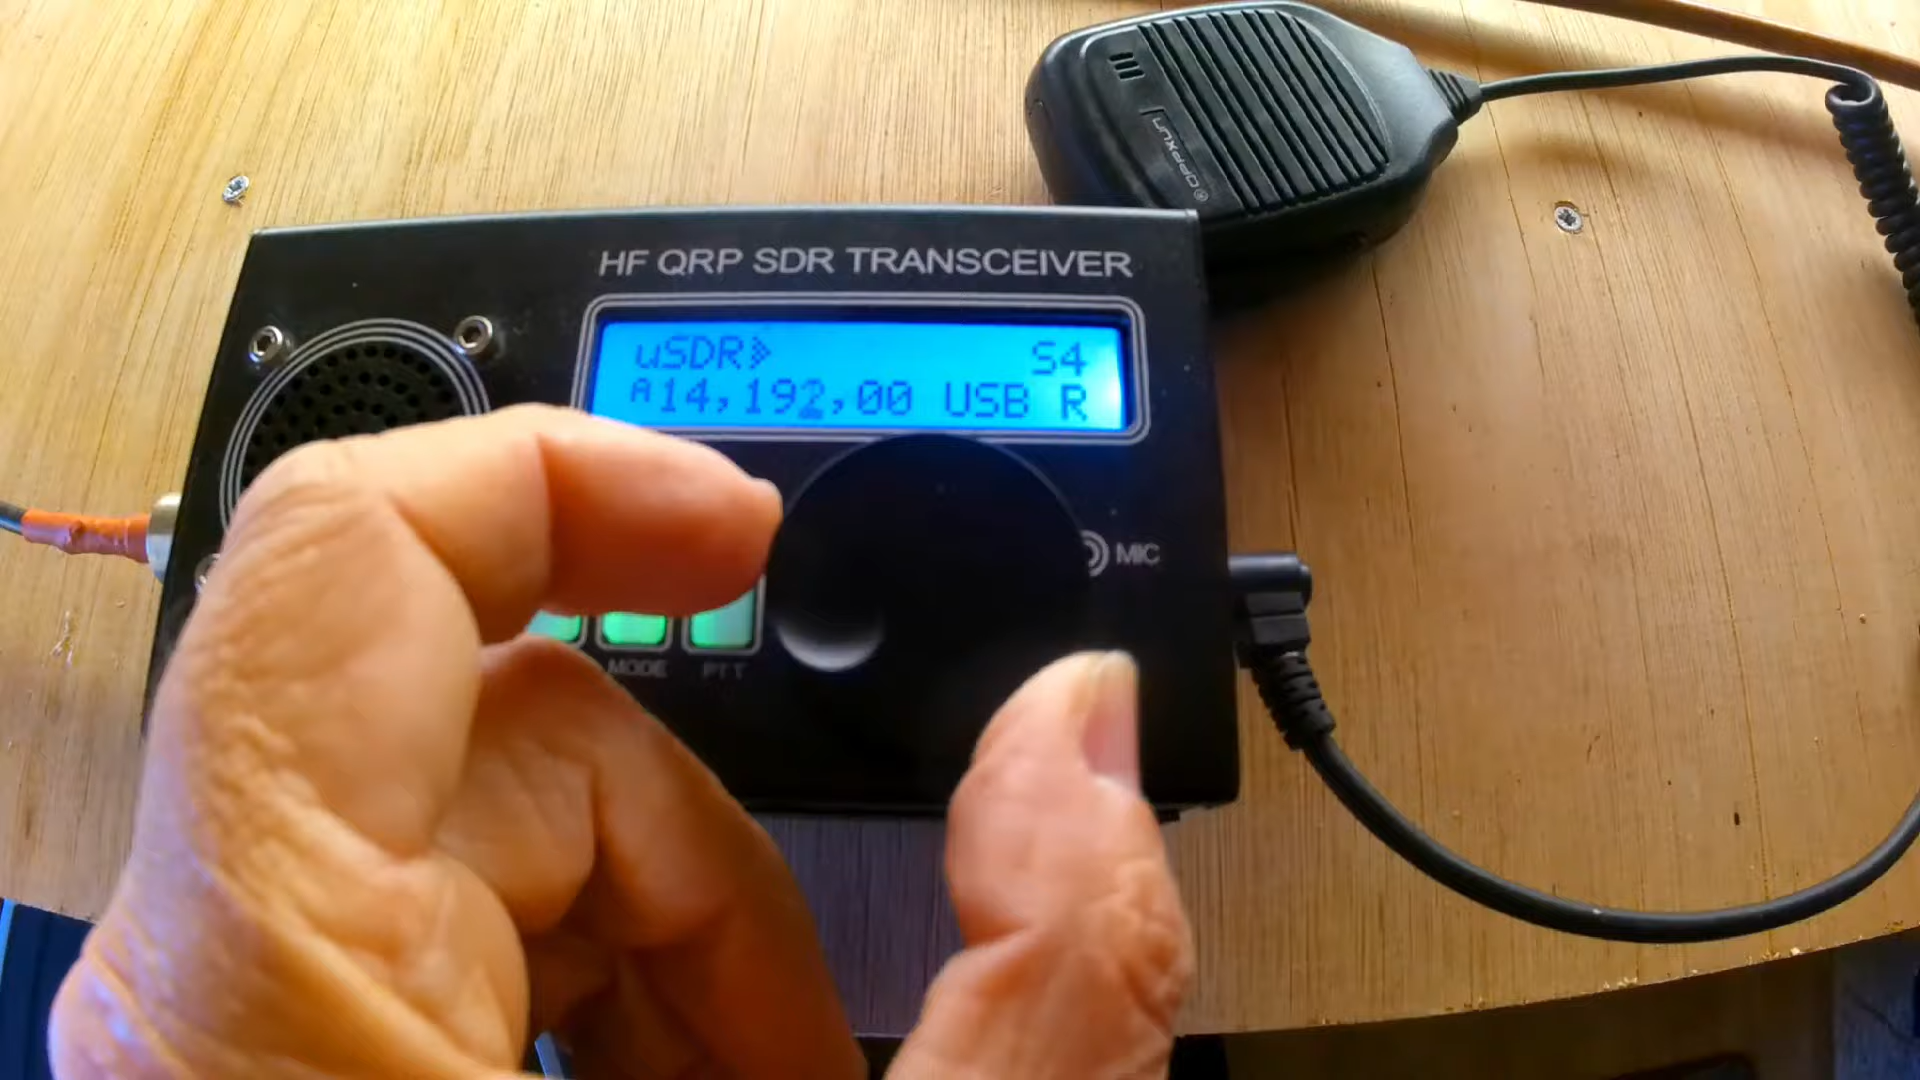 HF QRP SDR TRANSCEIVER
uSDR S4
A14,192,00 USB R
MIC
MODE PTT